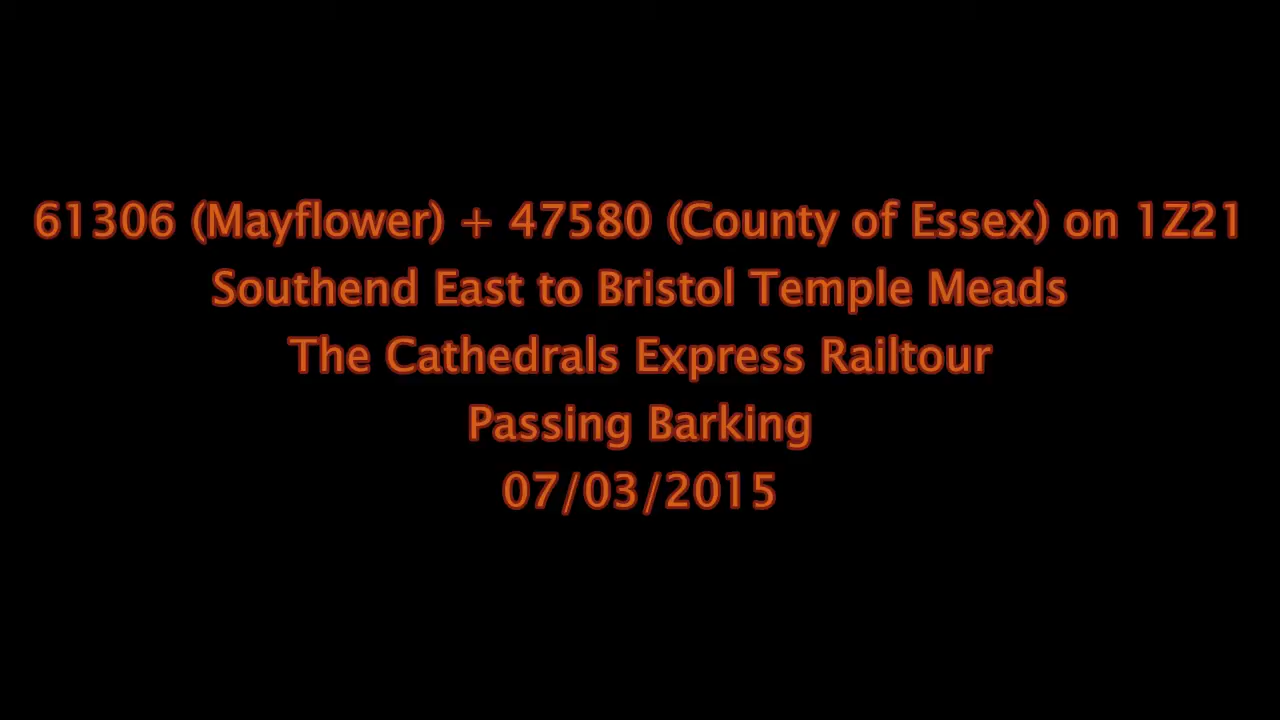 61306 (Mayflower) + 47580 (County of Essex) on 1Z21
Southend East to Bristol Temple Meads
The Cathedrals Express Railtour
Passing Barking
07/03/2015